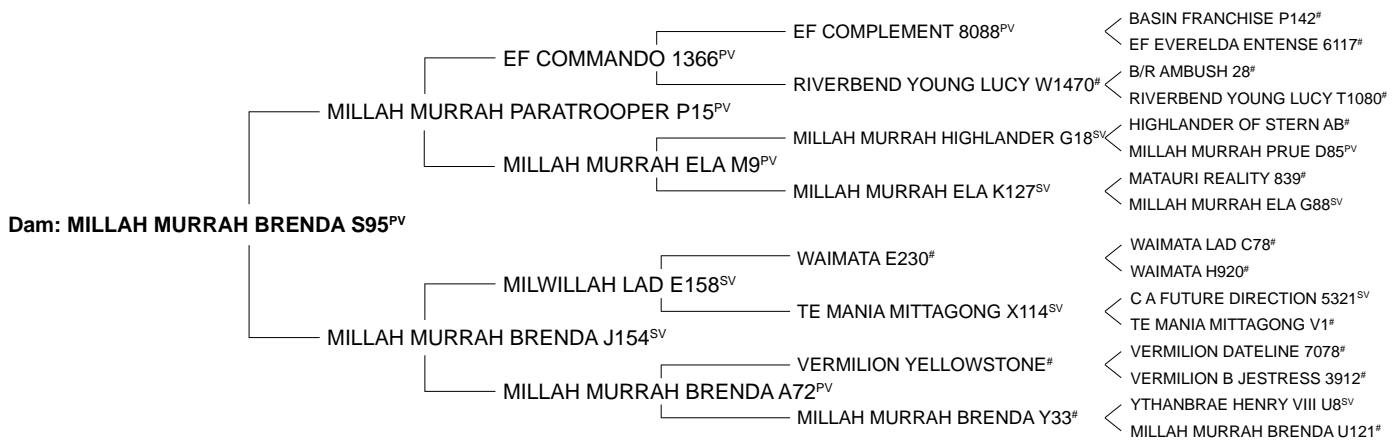 BASIN FRANCHISE P142#
EF COMPLEMENT 8088PV
EF EVERELDA ENTENSE 6117#
EF COMMANDO 1366PV
B/R AMBUSH 28#
RIVERBEND YOUNG LUCY W1470#
RIVERBEND YOUNG LUCY T1080#
MILLAH MURRAH PARATROOPER P15PV
HIGHLANDER OF STERN AB#
MILLAH MURRAH HIGHLANDER G18SV
MILLAH MURRAH PRUE D85PV
MILLAH MURRAH ELA M9PV
MATAURI REALITY 839#
MILLAH MURRAH ELA K127SV
MILLAH MURRAH ELA G88SV
Dam: MILLAH MURRAH BRENDA S95PV
WAIMATA LAD C78#
WAIMATA E230#
WAIMATA H920#
MILWILLAH LAD E158SV
C A FUTURE DIRECTION 5321SV
TE MANIA MITTAGONG X114SV
TE MANIA MITTAGONG V1#
MILLAH MURRAH BRENDA J154SV
VERMILION DATELINE 7078#
VERMILION YELLOWSTONE#
VERMILION B JESTRESS 3912#
MILLAH MURRAH BRENDA A72PV
YTHANBRAE HENRY VIII U8SV
MILLAH MURRAH BRENDA Y33#
MILLAH MURRAH BRENDA U121#